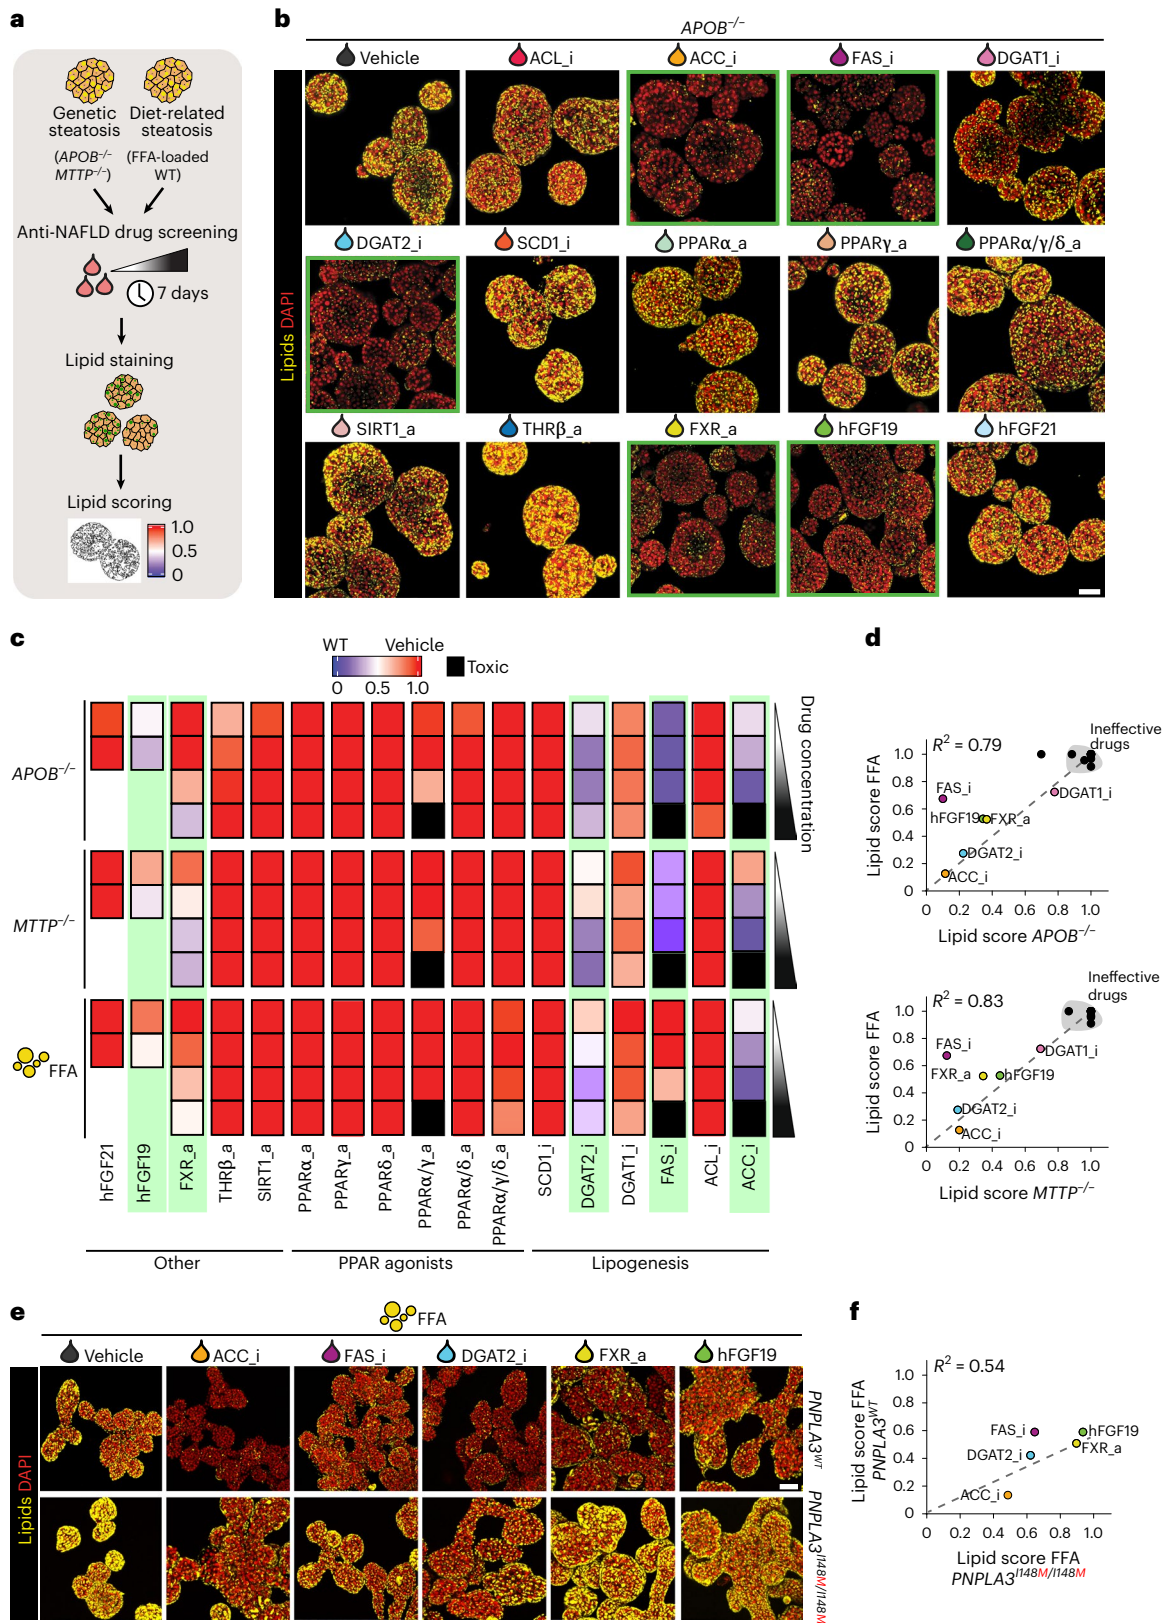 a
Genetic steatosis
Diet-related steatosis
(APOB−/− MTTP−/−)
(FFA-loaded WT)
Anti-NAFLD drug screening
7 days
Lipid staining
Lipid scoring
1.0
0.5
0
b
APOB−/−
Vehicle
ACL_i
ACC_i
FAS_i
DGAT1_i
DGAT2_i
SCD1_i
PPARα_a
PPARγ_a
PPARα/γ/δ_a
SIRT1_a
THRβ_a
FXR_a
hFGF19
hFGF21
Lipids DAPI
c
WT
Vehicle
0
0.5
1.0
Toxic
APOB−/−
MTTP−/−
FFA
Drug concentration
hFGF21
hFGF19
FXR_a
THRβ_a
SIRT1_a
PPARα_a
PPARγ_a
PPARδ_a
PPARα/γ_a
PPARα/δ_a
PPARα/γ/δ_a
SCD1_i
DGAT2_i
DGAT1_i
FAS_i
ACL_i
ACC_i
Other
PPAR agonists
Lipogenesis
d
R2 = 0.79
Ineffective drugs
FAS_i
DGAT1_i
hFGF19
FXR_a
DGAT2_i
ACC_i
1.0
0.8
0.6
0.4
0.2
0
0
0.2
0.4
0.6
0.8
1.0
Lipid score FFA
Lipid score APOB−/−
R2 = 0.83
Ineffective drugs
FAS_i
DGAT1_i
FXR_a
hFGF19
DGAT2_i
ACC_i
1.0
0.8
0.6
0.4
0.2
0
0
0.2
0.4
0.6
0.8
1.0
Lipid score FFA
Lipid score MTTP−/−
e
FFA
Vehicle
ACC_i
FAS_i
DGAT2_i
FXR_a
hFGF19
Lipids DAPI
PNPLA3WT
PNPLA3I148M/I148M
f
R2 = 0.54
FAS_i
hFGF19
FXR_a
DGAT2_i
ACC_i
1.0
0.8
0.6
0.4
0.2
0
0
0.2
0.4
0.6
0.8
1.0
Lipid score FFA
PNPLA3WT
Lipid score FFA
PNPLA3I148M/I148M